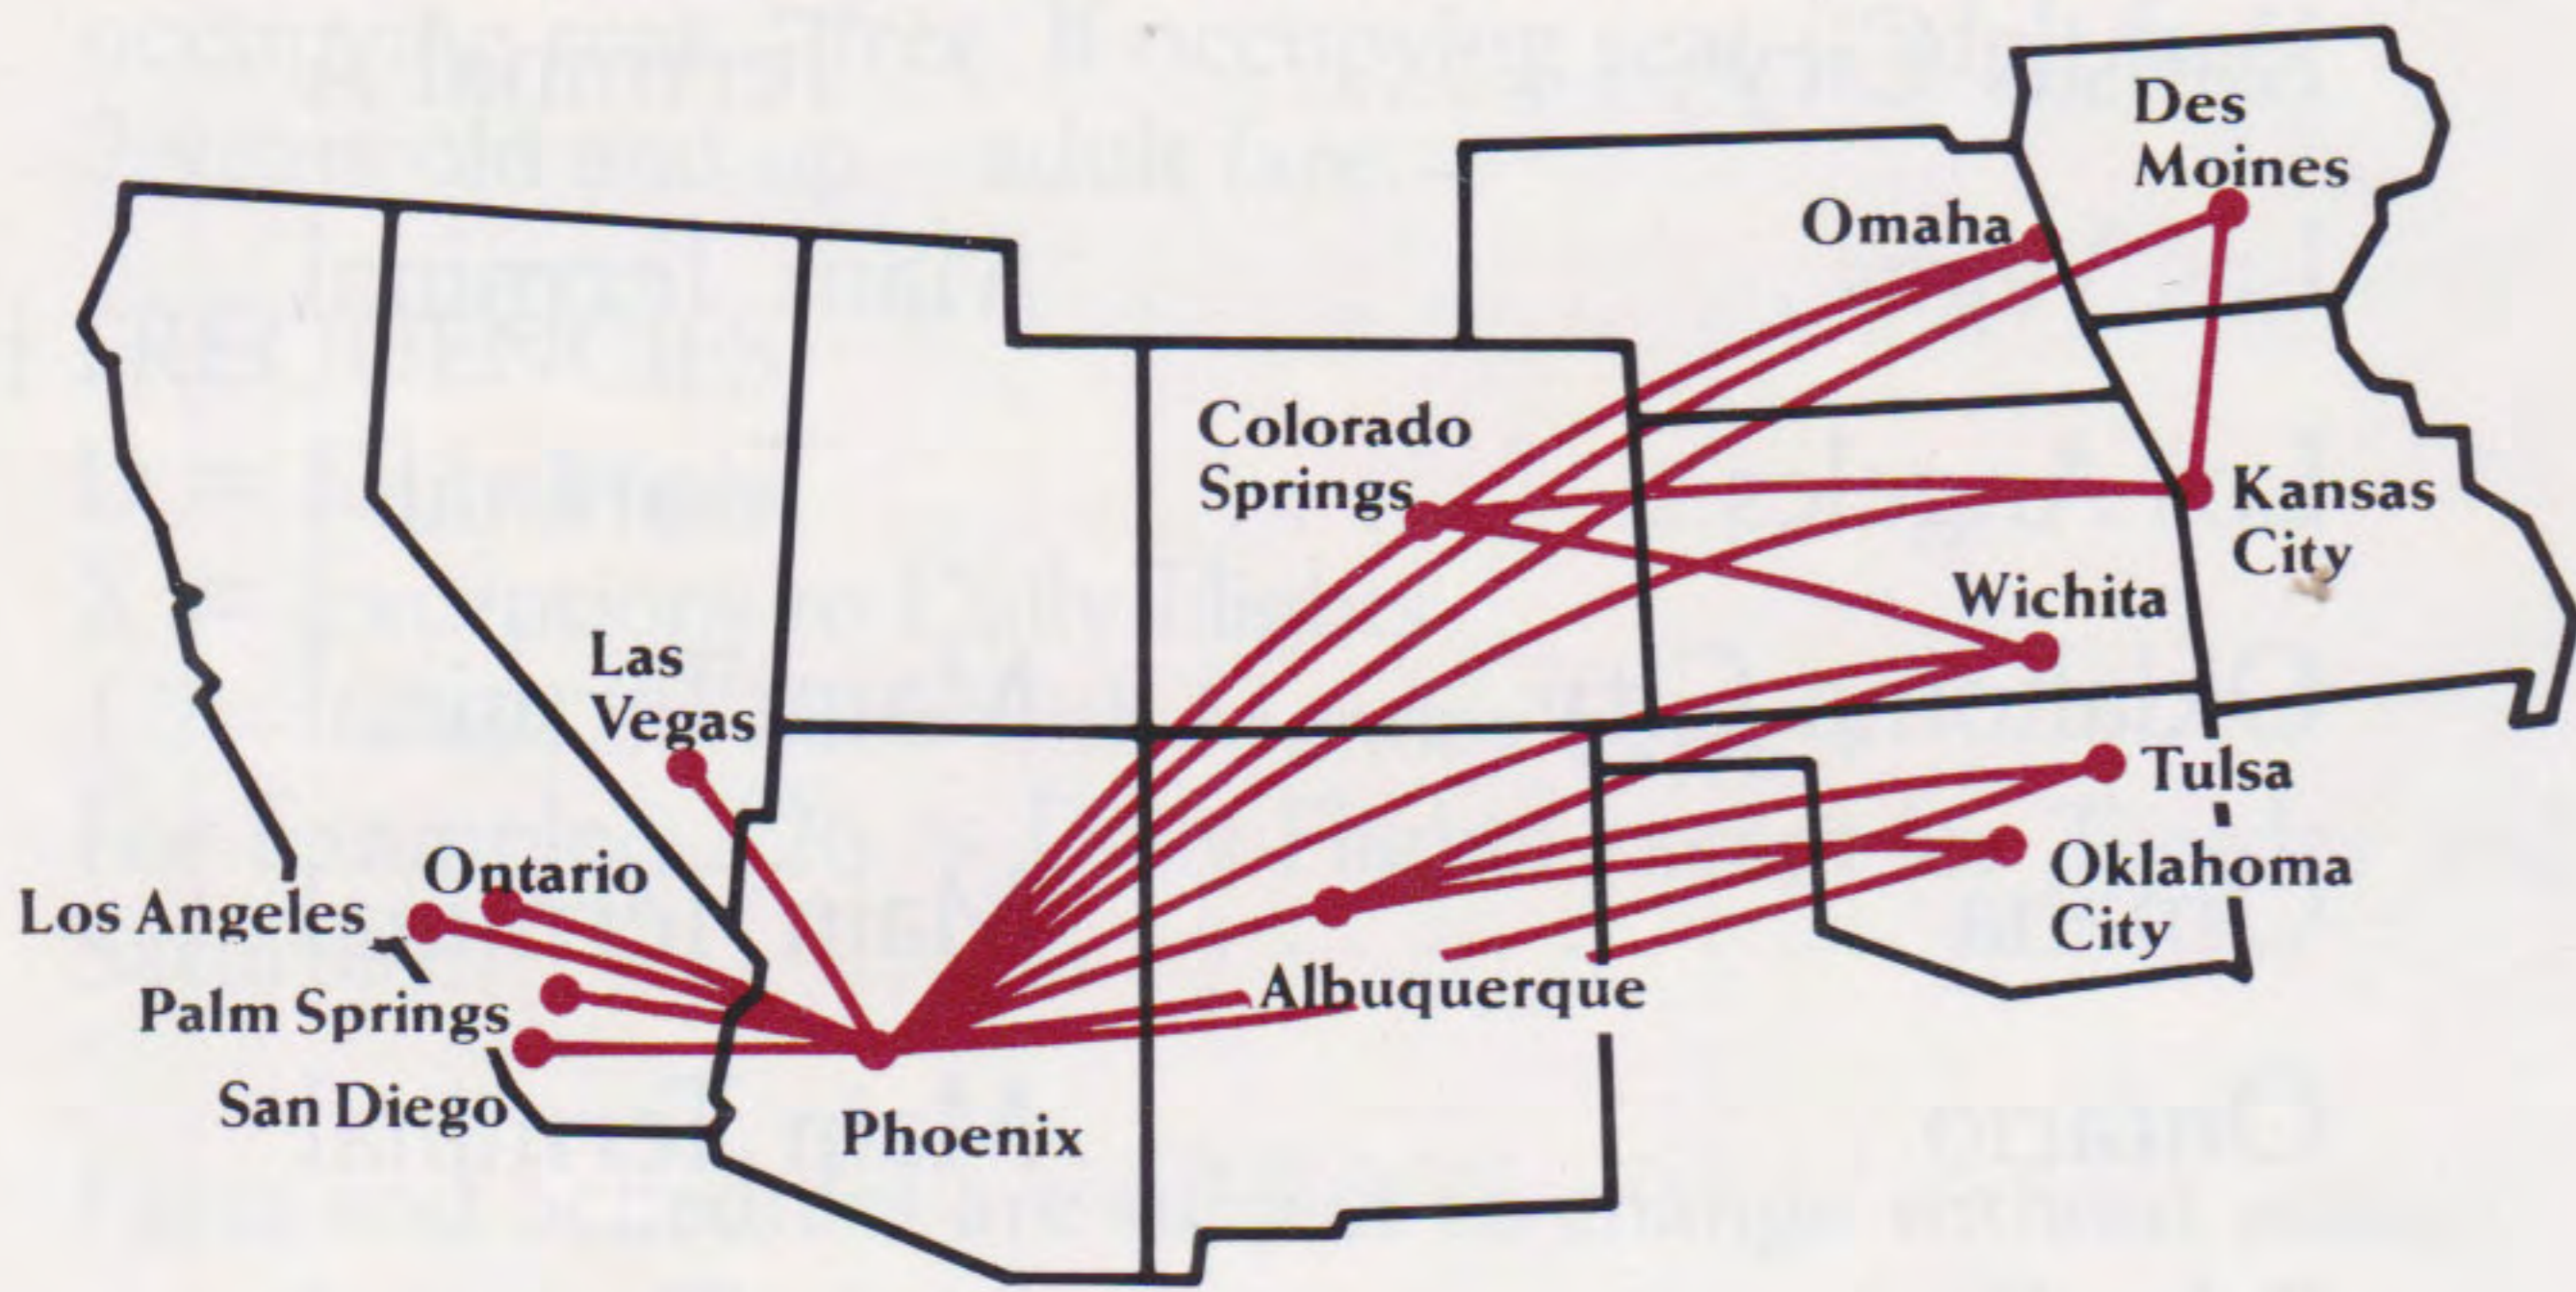 Des
Moines
Omaha
Colorado
Springs
Kansas
City
Wichita
Las
Vegas
Tulsa
Ontario
Oklahoma
City
Los Angeles
Albuquerque
Palm Springs
San Diego
Phoenix